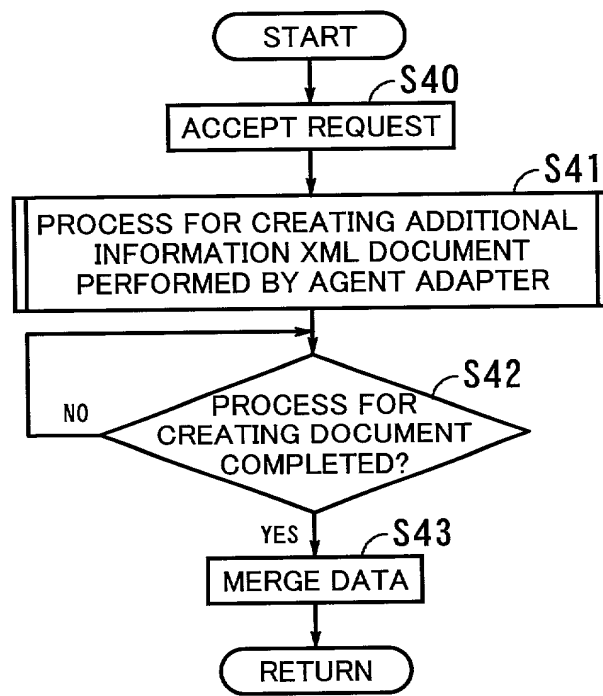 START
S40
ACCEPT REQUEST
S41
PROCESS FOR CREATING ADDITIONAL
INFORMATION XML DOCUMENT
PERFORMED BY AGENT ADAPTER
S42
PROCESS FOR
CREATING DOCUMENT
COMPLETED?
NO
YES
S43
MERGE DATA
RETURN